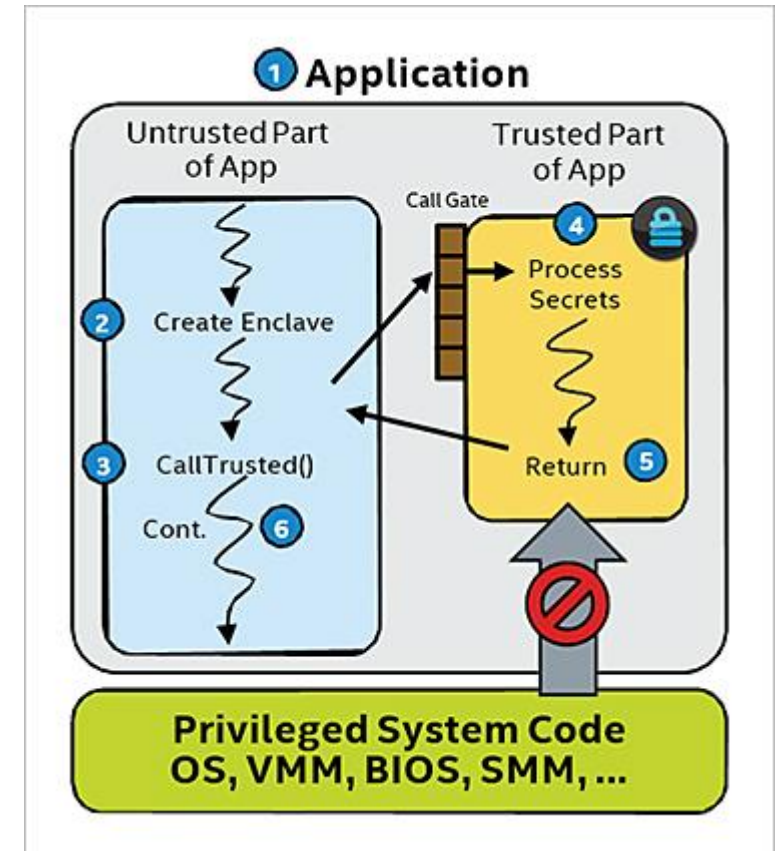 1 Application
Untrusted Part
of App
Trusted Part
of App
Call Gate
4
Process
Secrets
2 Create Enclave
3 CallTrusted()
Return 5
Cont. 6
Privileged System Code
OS, VMM, BIOS, SMM, ...